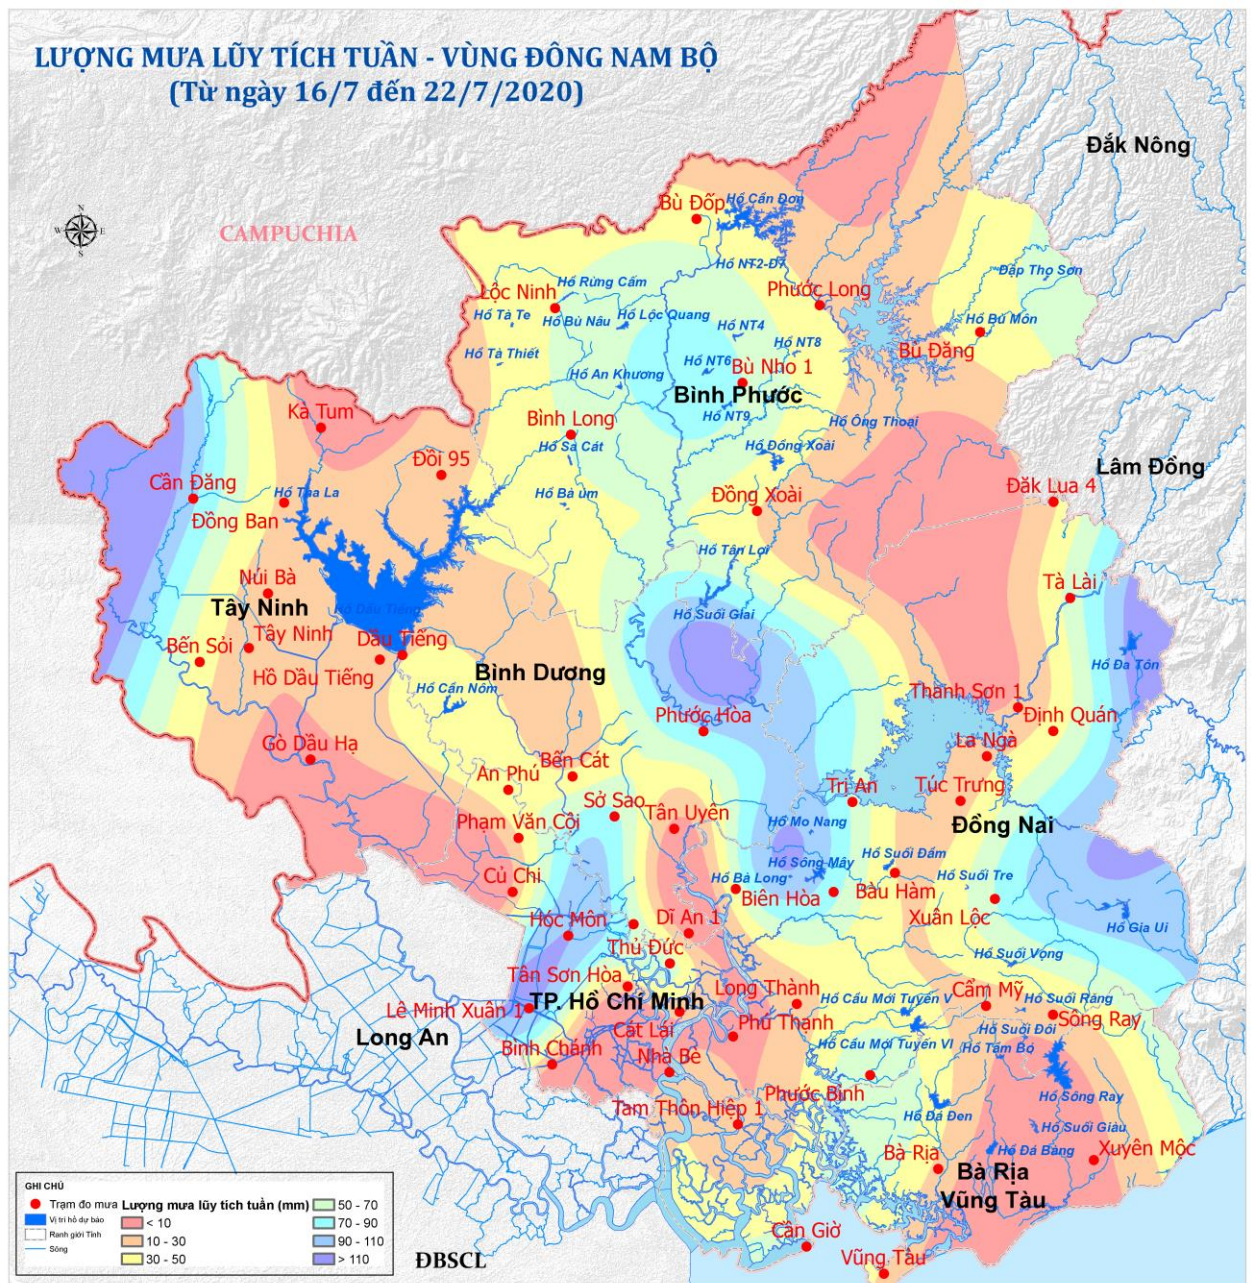 LƯỢNG MƯA LŨY TÍCH TUẦN - VÙNG ĐÔNG NAM BỘ
(Từ ngày 16/7 đến 22/7/2020)
Đắk Nông
N
W E
S
CAMPUCHIA
Bù Đốp
Hồ Cần Đơn
Hồ NT2-Đ7
Đập Thọ Sơn
Lộc Ninh
Hồ Rừng Cấm
Phước Long
Hồ Tà Te
Hồ Bù Nâu
Hồ Lộc Quang
Hồ NT4
Hồ Bù Môn
Hồ Tà Thiết
Hồ NT8
Bù Đăng
Hồ An Khương
Hồ NT6
Bù Nho 1
Bình Phước
Hồ NT9
Kà Tum
Bình Long
Hồ Sa Cát
Hồ Ông Thoại
Hồ Đồng Xoài
Đồi 95
Lâm Đồng
Cần Đăng
Hồ Tha La
Hồ Bà úm
Đồng Xoài
Đăk Lua 4
Đồng Ban
Hồ Tân Lợi
Núi Bà
Tà Lài
Tây Ninh
Hồ Dầu Tiếng
Hồ Suối Giai
Tây Ninh
Dầu Tiếng
Bến Sỏi
Hồ Dầu Tiếng
Bình Dương
Hồ Đa Tôn
Hồ Cần Nôm
Thanh Sơn 1
Phước Hòa
Định Quán
Gò Dầu Hạ
La Ngà
Bến Cát
An Phú
Trị An
Túc Trưng
Sở Sao
Tân Uyên
Phạm Văn Cội
Hồ Mo Nang
Đồng Nai
Hồ Sông Mây
Hồ Suối Đầm
Củ Chi
Hồ Bà Long
Hồ Suối Tre
Biên Hòa
Bàu Hàm
Hóc Môn
Dĩ An 1
Xuân Lộc
Hồ Gia Ui
Thủ Đức
Hồ Suối Vọng
Tân Sơn Hòa
Long Thành
TP. Hồ Chí Minh
Hồ Cầu Mới Tuyến V
Cẩm Mỹ
Hồ Suối Ráng
Lê Minh Xuân 1
Sông Ray
Long An
Cát Lái
Phú Thạnh
Hồ Suối Đôi
Bình Chánh
Nhà Bè
Hồ Cầu Mới Tuyến VI
Hồ Tầm Bó
Phước Bình
Hồ Sông Ray
Tam Thôn Hiệp 1
Hồ Đá Đen
Hồ Suối Giàu
Bà Rịa
Hồ Đá Bàng
Xuyên Mộc
Bà Rịa
Vũng Tàu
Cần Giờ
Vũng Tàu
ĐBSCL
GHI CHÚ
Trạm đo mưa
Vị trí hồ dự báo
Ranh giới Tỉnh
Sông
Lượng mưa lũy tích tuần (mm)
< 10
10 - 30
30 - 50
50 - 70
70 - 90
90 - 110
> 110